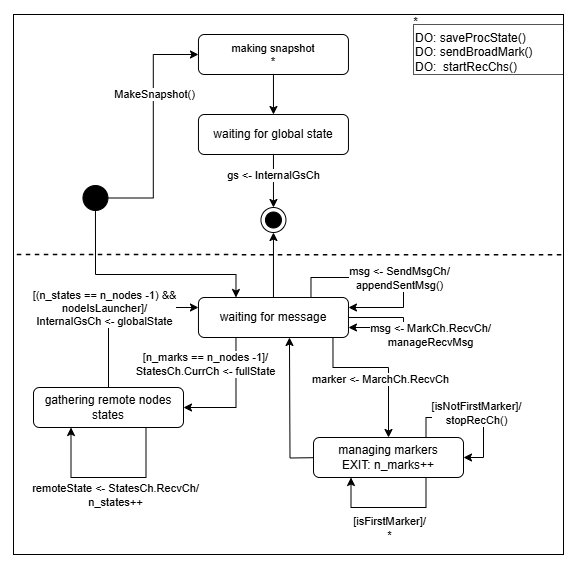 *
DO: saveProcState()
DO: sendBroadMark()
DO: startRecChs()
making snapshot
*
MakeSnapshot()
waiting for global state
gs <- InternalGsCh
msg <- SendMsgCh/
appendSentMsg()
[(n_states == n_nodes -1) &&
nodeIsLauncher]/
InternalGsCh <- globalState
waiting for message
msg <- MarkCh.RecvCh/
manageRecvMsg
[n_marks == n_nodes -1]/
StatesCh.CurrCh <- fullState
marker <- MarchCh.RecvCh
gathering remote nodes
states
[isNotFirstMarker]/
stopRecCh()
managing markers
EXIT: n_marks++
remoteState <- StatesCh.RecvCh/
n_states++
[isFirstMarker]/
*